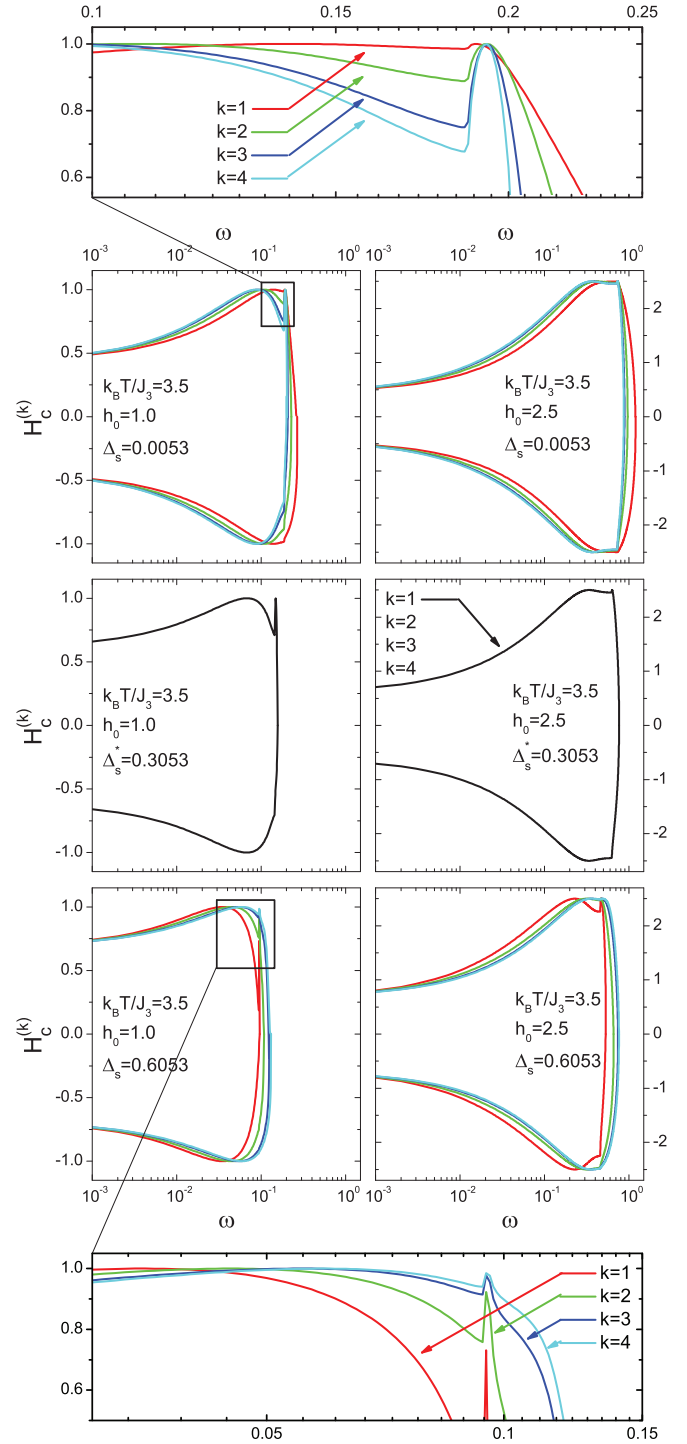 0.1 0.15 0.2 0.25
1.0
0.8
0.6
k=1
k=2
k=3
k=4
ω ω
10⁻³ 10⁻² 10⁻¹ 10⁰ 10⁻³ 10⁻² 10⁻¹ 10⁰
H_c^(k)
1.0
0.5
0.0
-0.5
-1.0
k_BT/J_3=3.5
h_0=1.0
Δ_s=0.0053
k_BT/J_3=3.5
h_0=2.5
Δ_s=0.0053
2
1
0
-1
-2
H_c^(k)
1.0
0.5
0.0
-0.5
-1.0
k_BT/J_3=3.5
h_0=1.0
Δ_s^*=0.3053
k=1
k=2
k=3
k=4
k_BT/J_3=3.5
h_0=2.5
Δ_s^*=0.3053
2
1
0
-1
-2
H_c^(k)
1.0
0.5
0.0
-0.5
-1.0
k_BT/J_3=3.5
h_0=1.0
Δ_s=0.6053
k_BT/J_3=3.5
h_0=2.5
Δ_s=0.6053
2
1
0
-1
-2
10⁻³ 10⁻² 10⁻¹ 10⁰ 10⁻³ 10⁻² 10⁻¹ 10⁰
ω ω
1.0
0.8
0.6
k=1
k=2
k=3
k=4
0.05 0.1 0.15